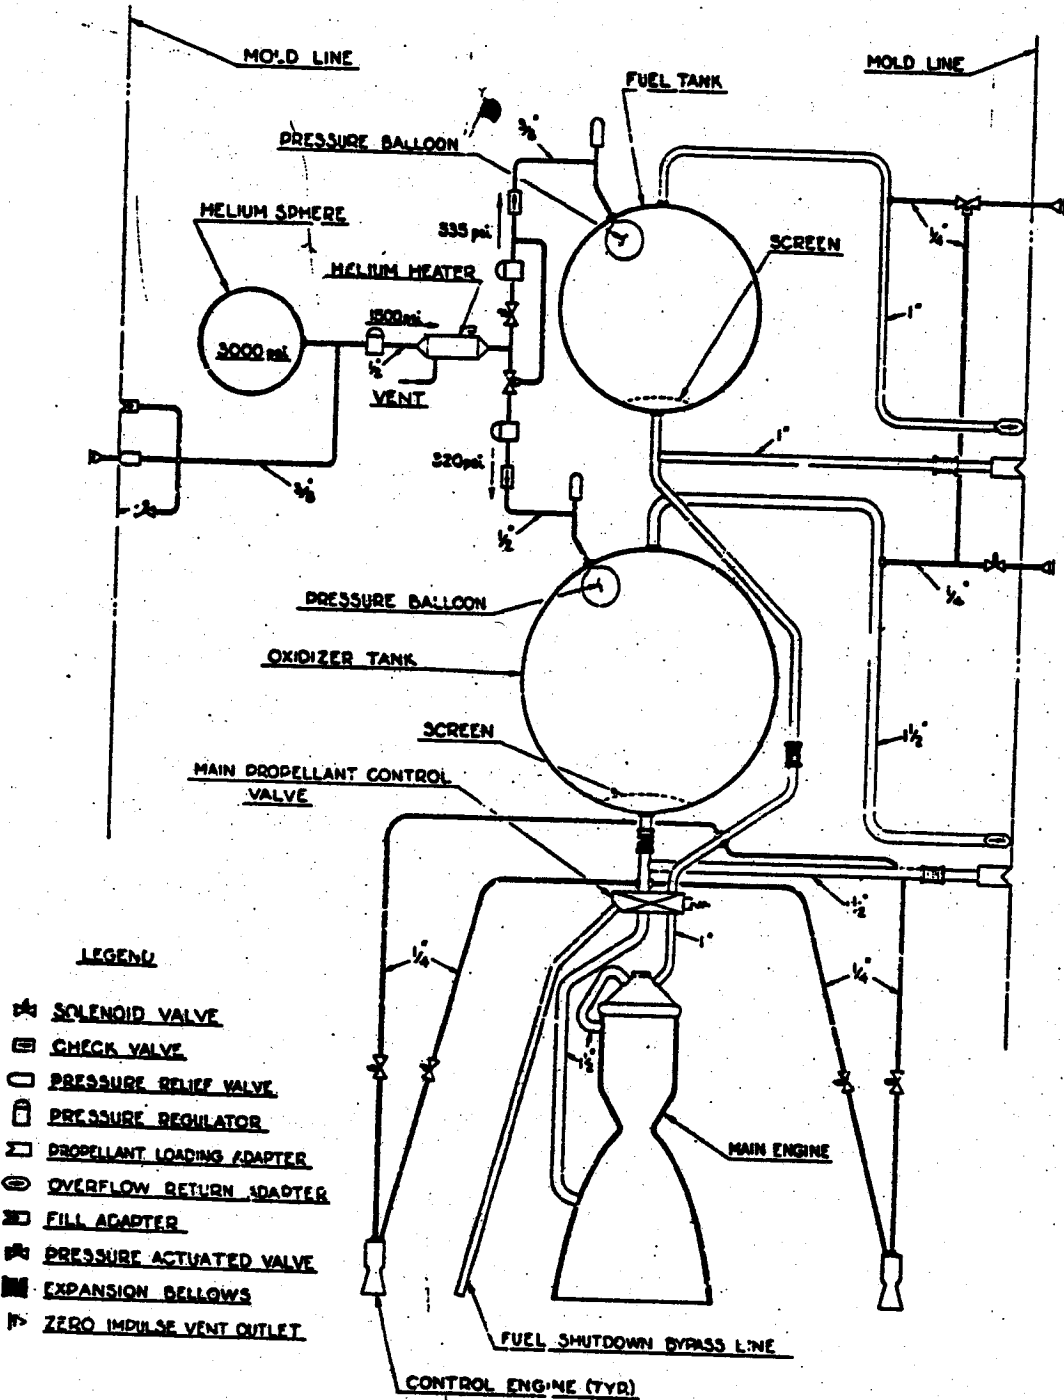 MOLD LINE
MOLD LINE
FUEL TANK
PRESSURE BALLOON
3/8"
HELIUM SPHERE
335 psi
SCREEN
1/4"
HELIUM HEATER
1500 psi
1"
3000 psi
1/2"
VENT
1"
320 psi
3/8"
1/2"
1/4"
PRESSURE BALLOON
OXIDIZER TANK
SCREEN
1 1/2"
MAIN PROPELLANT CONTROL
VALVE
1 1/2"
1"
1/4"
1/4"
1 1/2"
MAIN ENGINE
LEGEND
SOLENOID VALVE
CHECK VALVE
PRESSURE RELIEF VALVE
PRESSURE REGULATOR
PROPELLANT LOADING ADAPTER
OVERFLOW RETURN ADAPTER
FILL ADAPTER
PRESSURE ACTUATED VALVE
EXPANSION BELLOWS
ZERO IMPULSE VENT OUTLET
FUEL SHUTDOWN BYPASS LINE
CONTROL ENGINE (TYP)